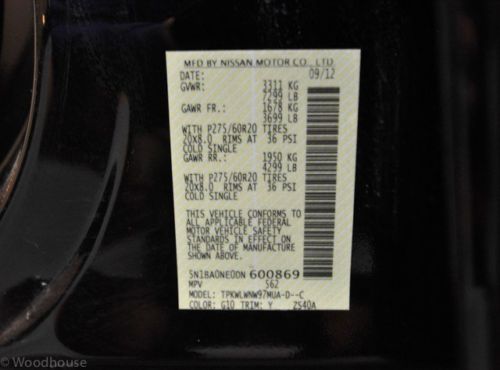 MFD BY NISSAN MOTOR CO., LTD
DATE: 09/12
GVWR: 3311 KG
7299 LB
GAWR FR.: 1678 KG
3699 LB
WITH P275/60R20 TIRES
20X8.0 RIMS AT 36 PSI
COLD SINGLE
GAWR RR.: 1950 KG
4299 LB
WITH P275/60R20 TIRES
20X8.0 RIMS AT 36 PSI
COLD SINGLE
THIS VEHICLE CONFORMS TO
ALL APPLICABLE FEDERAL
MOTOR VEHICLE SAFETY
STANDARDS IN EFFECT ON
THE DATE OF MANUFACTURE
SHOWN ABOVE.
5N1BA0NE0DN 600869
MPV 562
MODEL: TPKWLWNW97MUA-D--C
COLOR: G10 TRIM: Y ZS40A
© Woodhouse